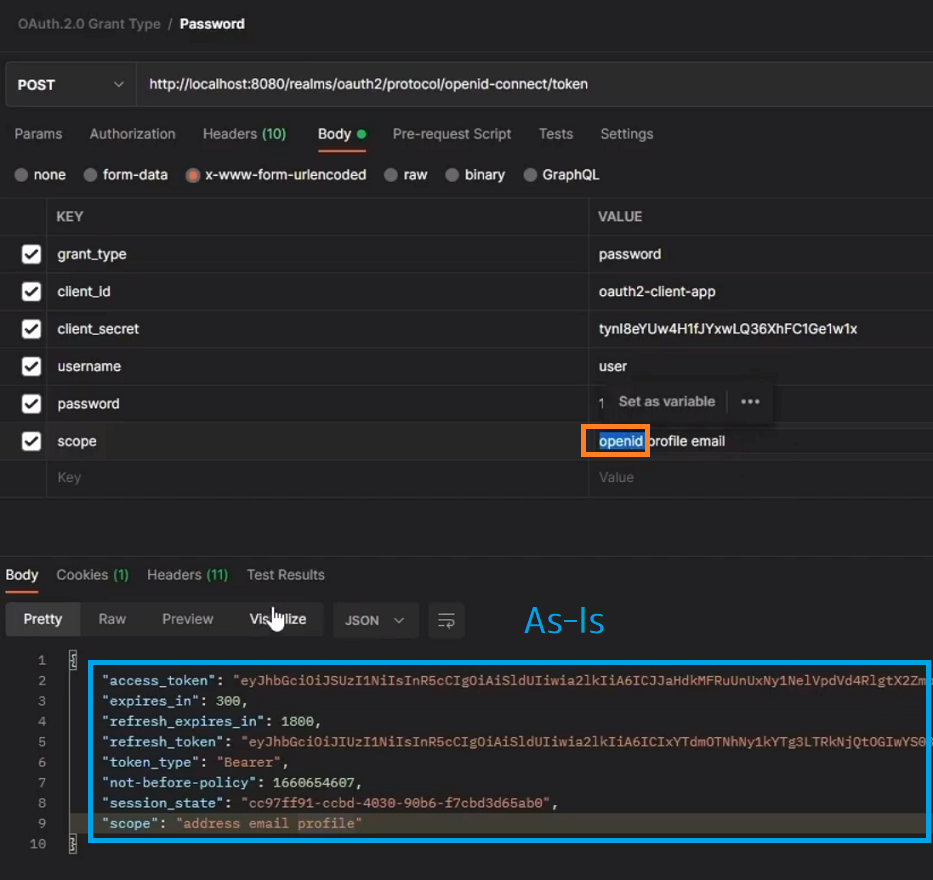 OAuth.2.0 Grant Type / Password
POST http://localhost:8080/realms/oauth2/protocol/openid-connect/token
Params Authorization Headers (10) Body Pre-request Script Tests Settings
none form-data x-www-form-urlencoded raw binary GraphQL
KEY VALUE
grant_type password
client_id oauth2-client-app
client_secret tynI8eYUw4H1fJYxwLQ36XhFC1Ge1w1x
username user
password 1 Set as variable •••
scope openid profile email
Key Value
Body Cookies (1) Headers (11) Test Results
Pretty Raw Preview Visualize JSON
As-Is
1 {
2 "access_token": "eyJhbGciOiJSUzI1NiIsInR5cCIgOiAiSldUIiwia2lkIiA6ICJJaHdkMFRuUnUxNy1NelVpdVd4RlgtX2Zm
3 "expires_in": 300,
4 "refresh_expires_in": 1800,
5 "refresh_token": "eyJhbGciOiJIUzI1NiIsInR5cCIgOiAiSldUIiwia2lkIiA6ICIxYTdmOTNhNy1kYTg3LTRkNjQtOGIwYS0
6 "token_type": "Bearer",
7 "not-before-policy": 1660654607,
8 "session_state": "cc97ff91-ccbd-4030-90b6-f7cbd3d65ab0",
9 "scope": "address email profile"
10 }